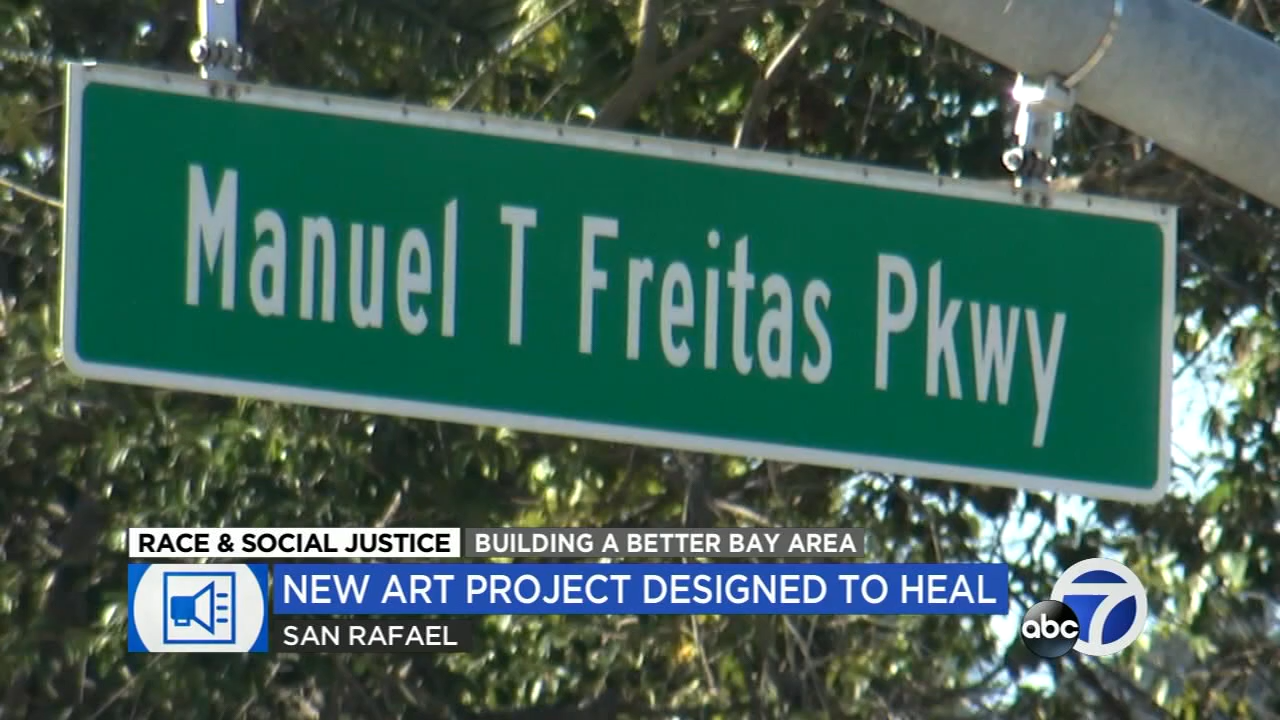 Manuel T Freitas Pkwy
RACE & SOCIAL JUSTICE BUILDING A BETTER BAY AREA
NEW ART PROJECT DESIGNED TO HEAL
SAN RAFAEL
abc 7